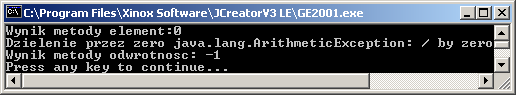 C:\Program Files\Xinox Software\JCreatorV3 LE\GE2001.exe
Wynik metody element:0
Dzielenie przez zero java.lang.ArithmeticException: / by zero
Wynik metody odwrotnosc: -1
Press any key to continue...